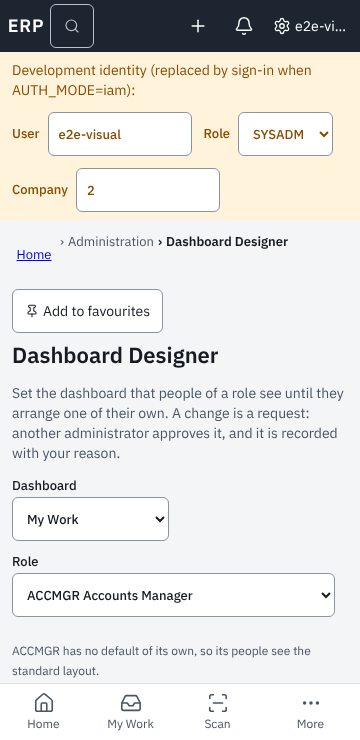 ERP
e2e-vi...
Development identity (replaced by sign-in when
AUTH_MODE=iam):
User e2e-visual Role SYSADM
Company 2
Home › Administration › Dashboard Designer
Add to favourites
Dashboard Designer
Set the dashboard that people of a role see until they
arrange one of their own. A change is a request:
another administrator approves it, and it is recorded
with your reason.
Dashboard
My Work
Role
ACCMGR Accounts Manager
ACCMGR has no default of its own, so its people see the
standard layout.
Home My Work Scan More